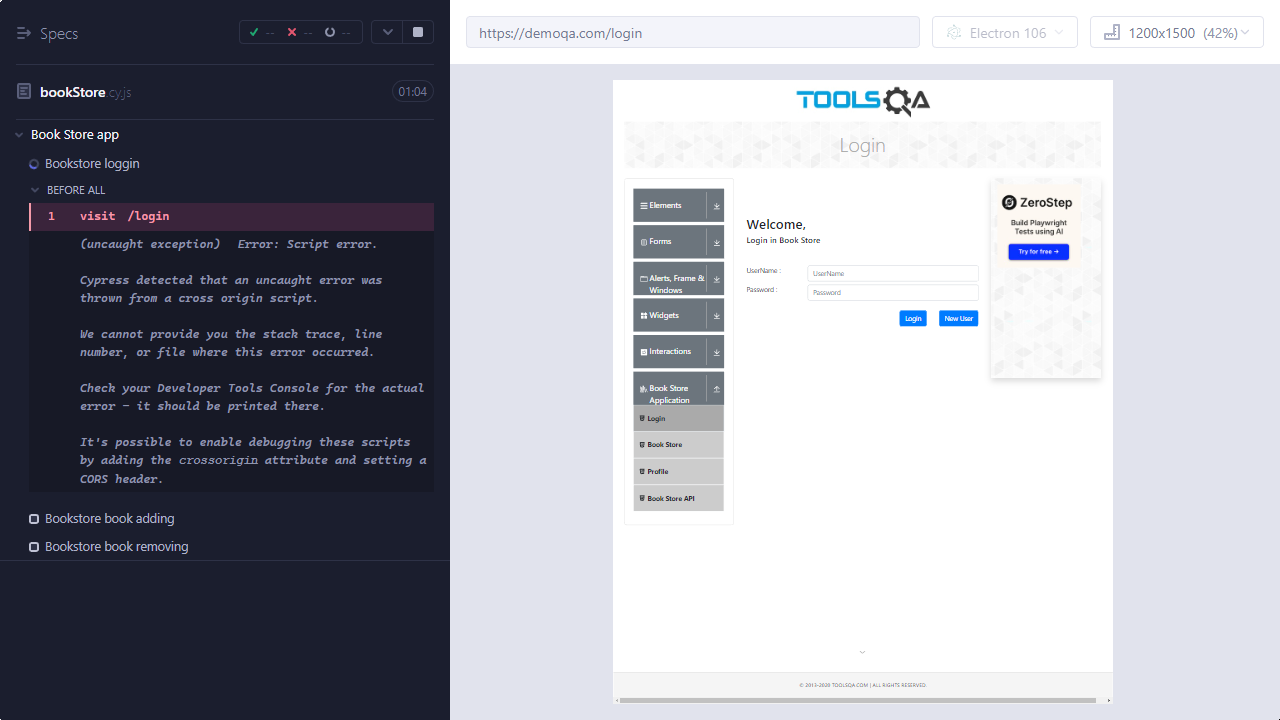 Specs
--
--
--
bookStore.cy.js
01:04
Book Store app
Bookstore loggin
BEFORE ALL
1 visit /login
(uncaught exception) Error: Script error.
Cypress detected that an uncaught error was
thrown from a cross origin script.
We cannot provide you the stack trace, line
number, or file where this error occurred.
Check your Developer Tools Console for the actual
error - it should be printed there.
It's possible to enable debugging these scripts
by adding the crossorigin attribute and setting a
CORS header.
Bookstore book adding
Bookstore book removing
https://demoqa.com/login
Electron 106
1200x1500 (42%)
TOOLSQA
Login
Elements
Forms
Alerts, Frame &
Windows
Widgets
Interactions
Book Store
Application
Login
Book Store
Profile
Book Store API
Welcome,
Login in Book Store
UserName :
UserName
Password :
Password
Login
New User
ZeroStep
Build Playwright
Tests using AI
Try for free →
© 2013-2020 TOOLSQA.COM | ALL RIGHTS RESERVED.